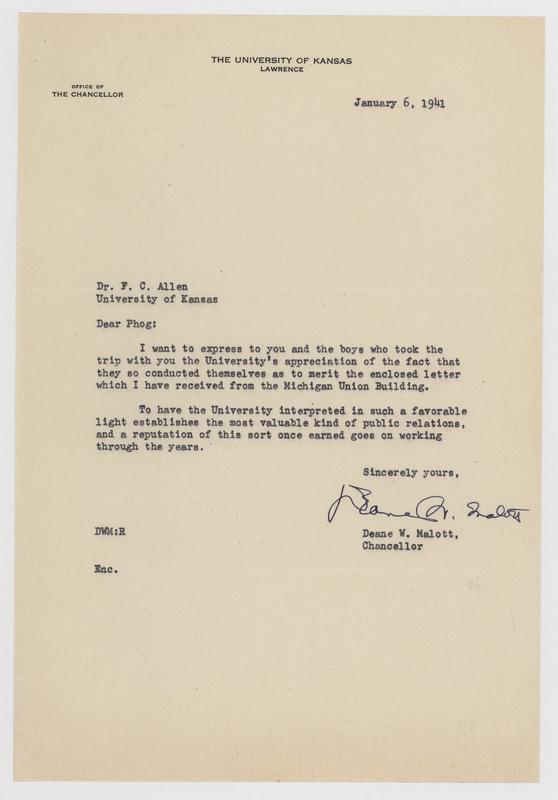 THE UNIVERSITY OF KANSAS
LAWRENCE
OFFICE OF
THE CHANCELLOR
January 6, 1941
Dr. F. C. Allen
University of Kansas
Dear Phog:
I want to express to you and the boys who took the
trip with you the University's appreciation of the fact that
they so conducted themselves as to merit the enclosed letter
which I have received from the Michigan Union Building.
To have the University interpreted in such a favorable
light establishes the most valuable kind of public relations,
and a reputation of this sort once earned goes on working
through the years.
Sincerely yours,
Deane W. Malott
DWM:R
Deane W. Malott,
Chancellor
Enc.